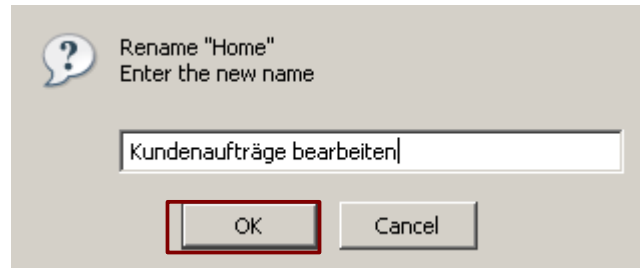 Rename "Home"
Enter the new name
Kundenaufträge bearbeiten
OK
Cancel